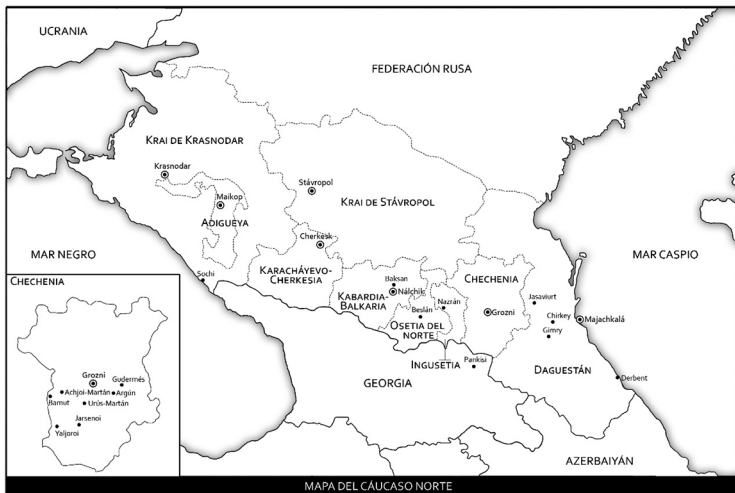 UCRANIA
FEDERACIÓN RUSA
KRAI DE KRASNODAR
Krasnodar
Stávropol
Maikop
KRAI DE STÁVROPOL
ADIGUEYA
Cherkesk
MAR NEGRO
MAR CASPIO
Sochi
KARACHÁYEVO-
CHERKESIA
CHECHENIA
Baksan
Nálchik
KABARDIA-
BALKARIA
Nazrán
Beslán
Grozni
Jasaviurt
Chirkey
Gimry
Majachkalá
OSETIA DEL
NORTE
INGUSETIA
Pankisi
DAGUESTÁN
GEORGIA
Derbent
AZERBAIYÁN
CHECHENIA
Grozni
Gudermés
Achjoi-Martán
Argún
Bamut
Urús-Martán
Jarsenoi
Yaljoroi
MAPA DEL CÁUCASO NORTE